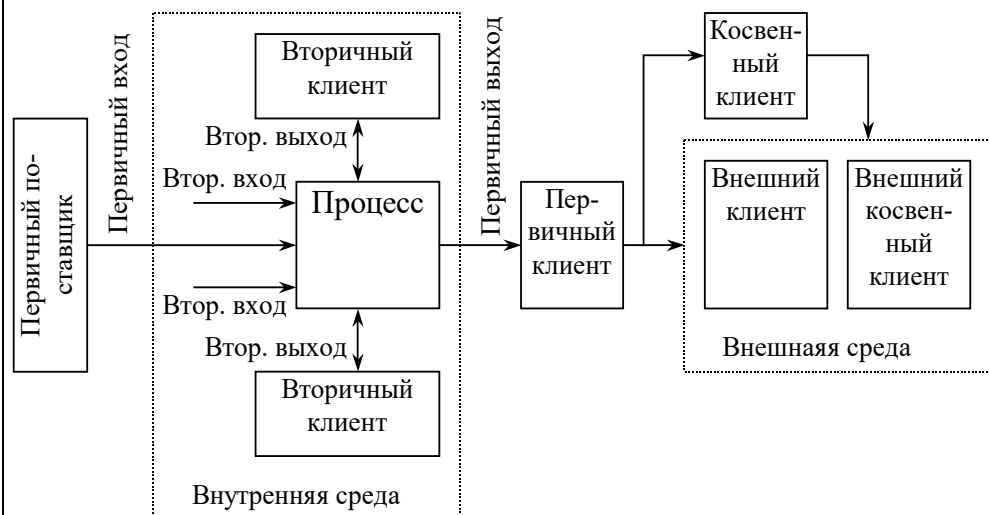 Первичный по-
ставщик
Первичный вход
Вторичный
клиент
Втор. выход
Втор. вход
Процесс
Втор. вход
Втор. выход
Вторичный
клиент
Внутренняя среда
Первичный выход
Пер-
вичный
клиент
Косвен-
ный
клиент
Внешний
клиент
Внешний
косвен-
ный
клиент
Внешнаяя среда